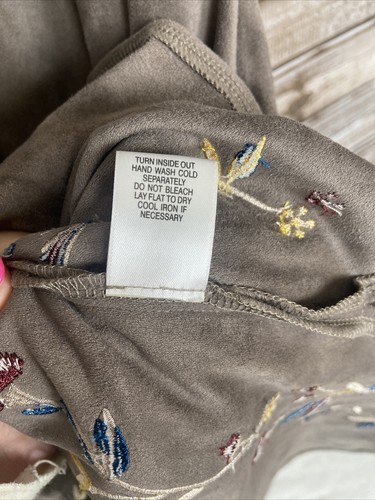 TURN INSIDE OUT
HAND WASH COLD
SEPARATELY
DO NOT BLEACH
LAY FLAT TO DRY
COOL IRON IF
NECESSARY